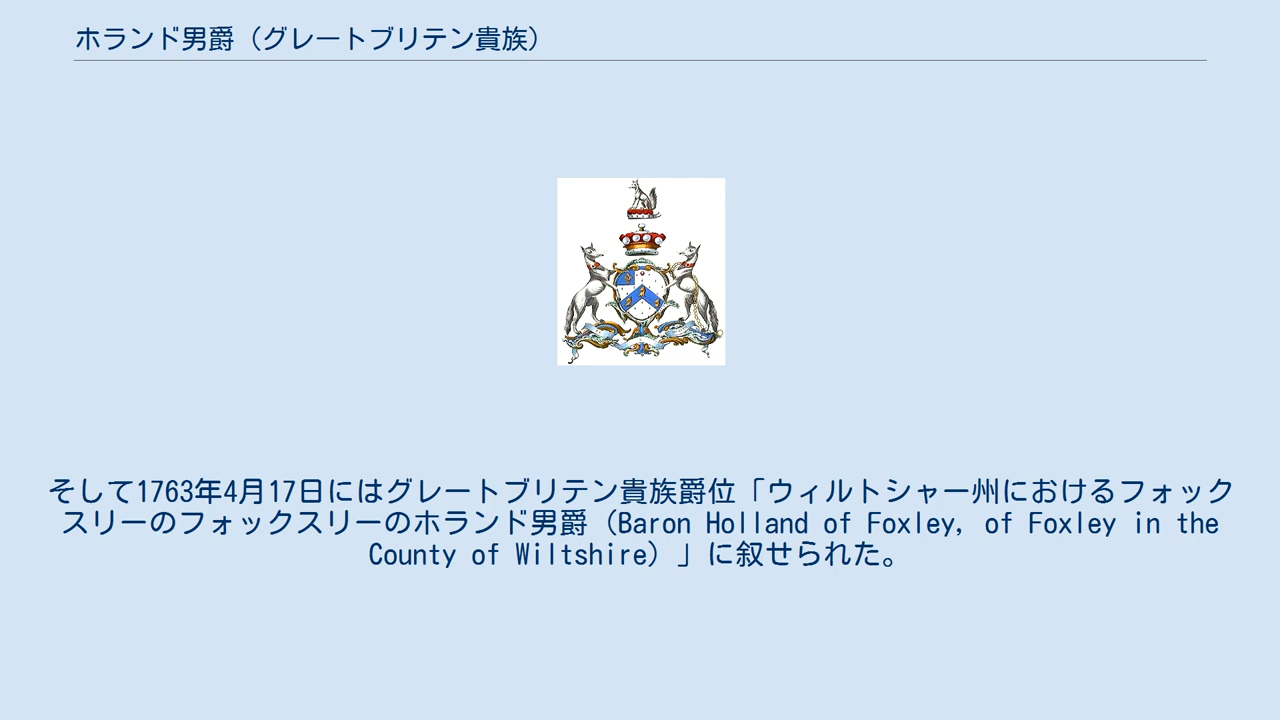 ホランド男爵（グレートブリテン貴族）
そして1763年4月17日にはグレートブリテン貴族爵位「ウィルトシャー州におけるフォック
スリーのフォックスリーのホランド男爵（Baron Holland of Foxley, of Foxley in the
County of Wiltshire）」に叙せられた。